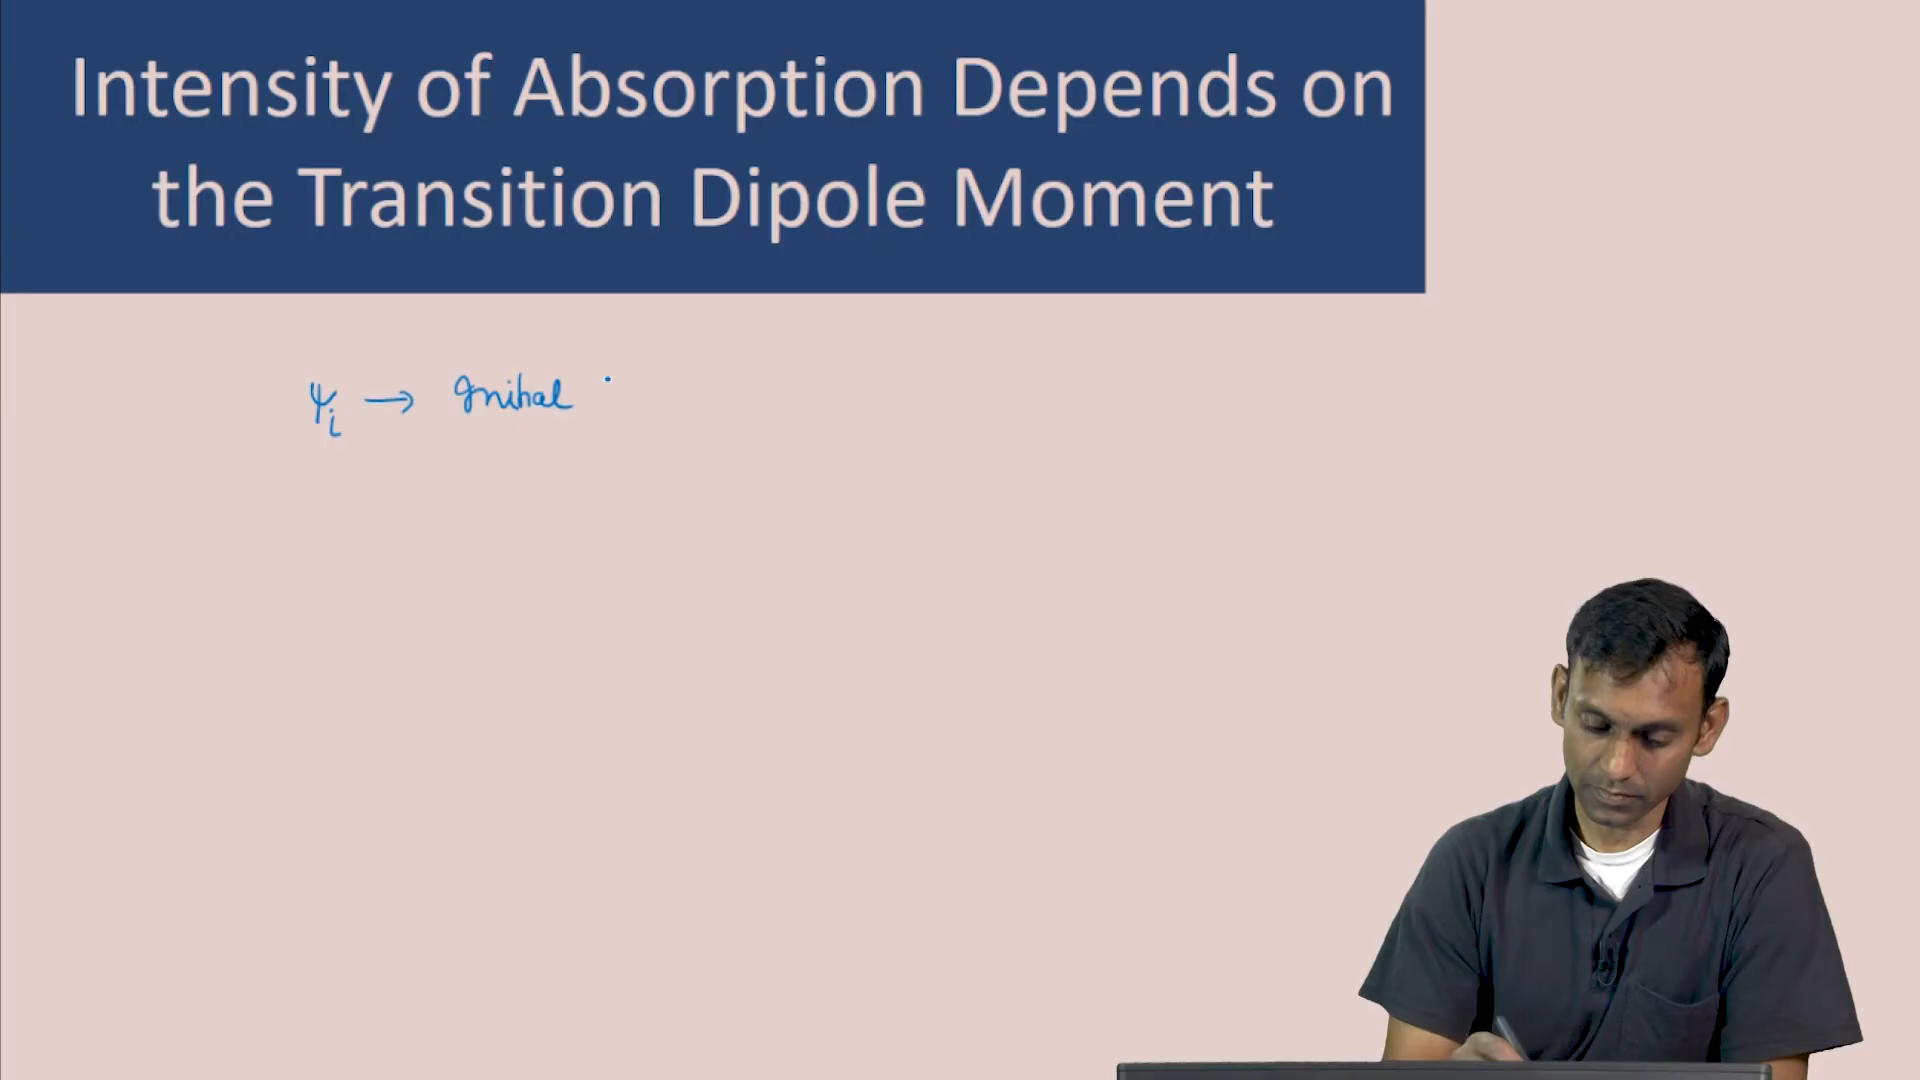 Intensity of Absorption Depends on
the Transition Dipole Moment
ψi → Initial